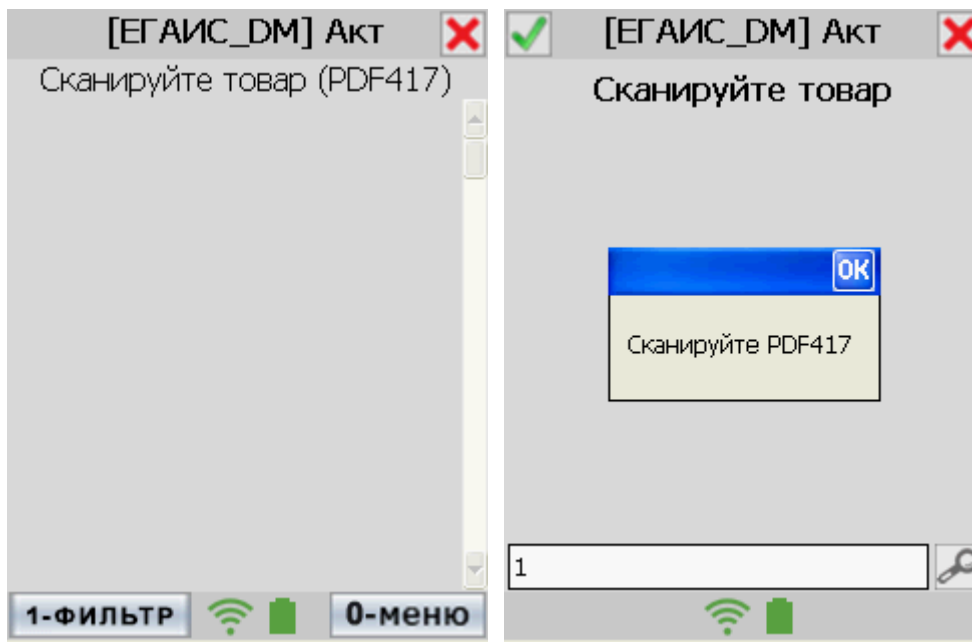 [ЕГАИС_DM] Акт
Сканируйте товар (PDF417)
1-ФИЛЬТР
0-меню
[ЕГАИС_DM] Акт
Сканируйте товар
OK
Сканируйте PDF417
1